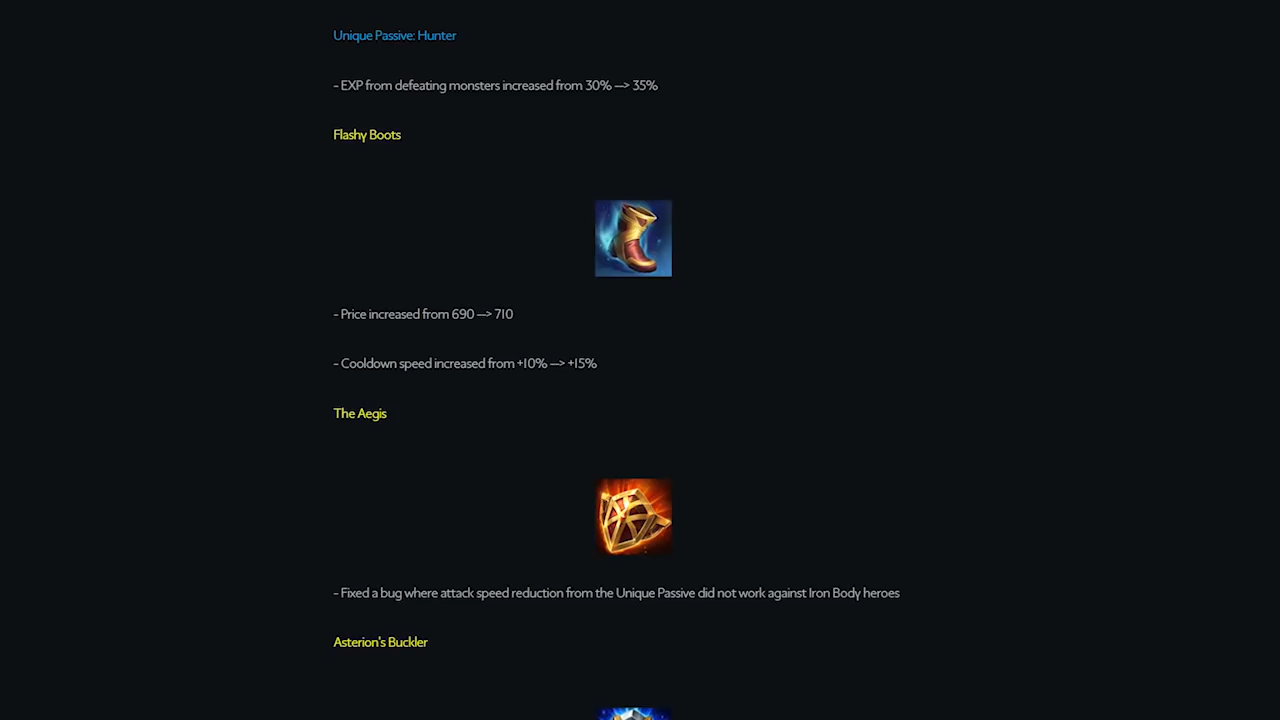 Unique Passive: Hunter
- EXP from defeating monsters increased from 30% —> 35%
Flashy Boots
- Price increased from 690 —> 710
- Cooldown speed increased from +10% —> +15%
The Aegis
- Fixed a bug where attack speed reduction from the Unique Passive did not work against Iron Body heroes
Asterion's Buckler